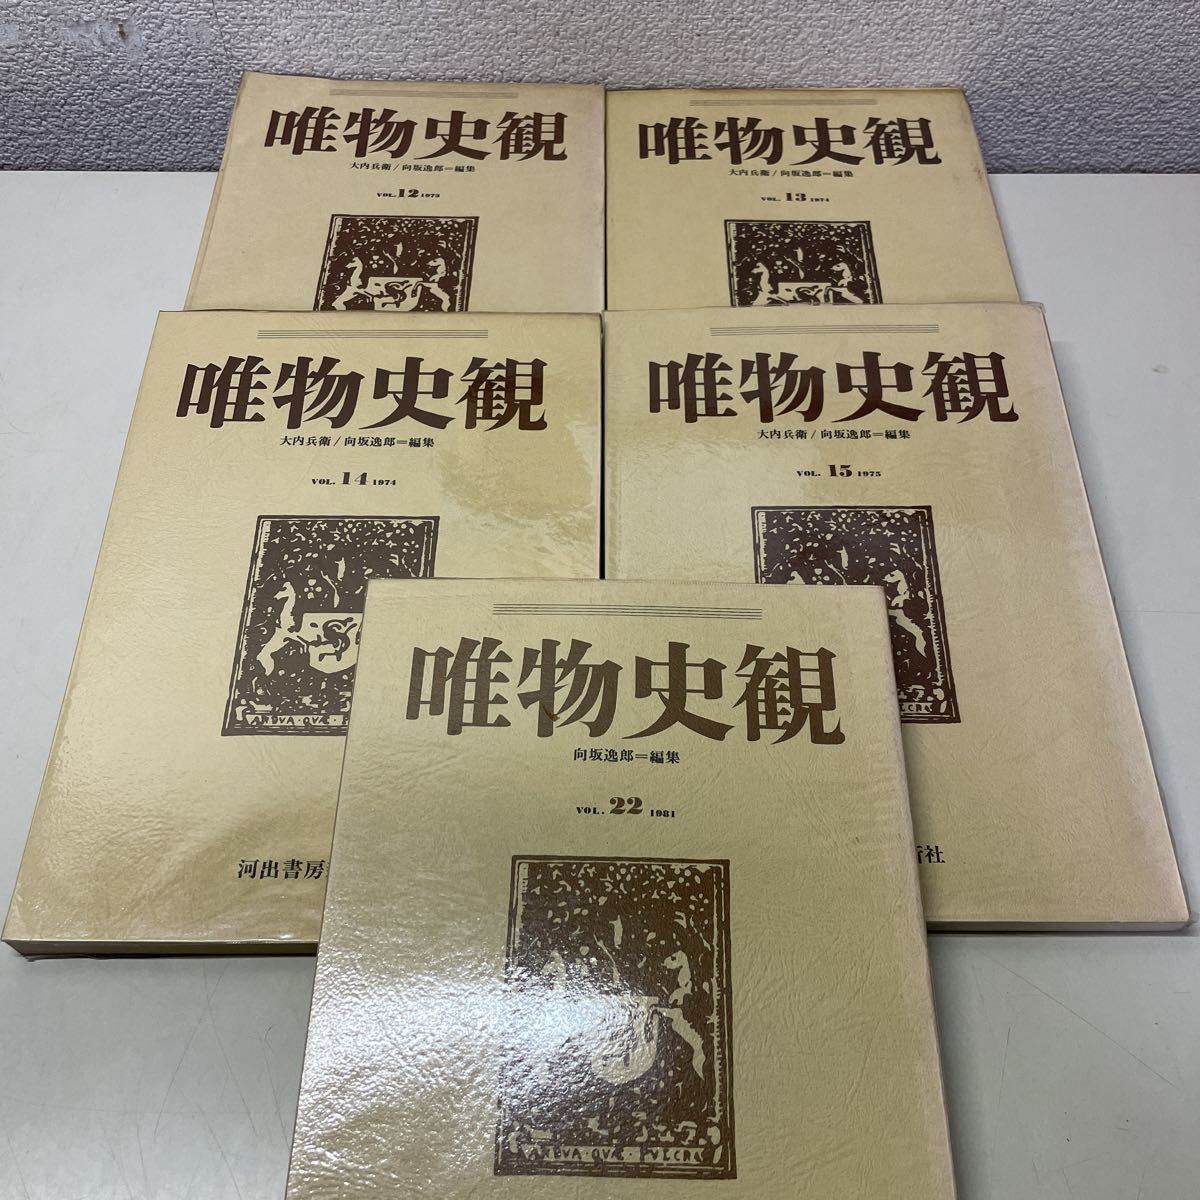 唯物史観
大内兵衛/向坂逸郎=編集
VOL. 12 1973
唯物史観
大内兵衛/向坂逸郎=編集
VOL. 13 1974
唯物史観
大内兵衛/向坂逸郎=編集
VOL. 14 1974
河出書房
唯物史観
大内兵衛/向坂逸郎=編集
VOL. 15 1975
社
唯物史観
向坂逸郎=編集
VOL. 22 1981